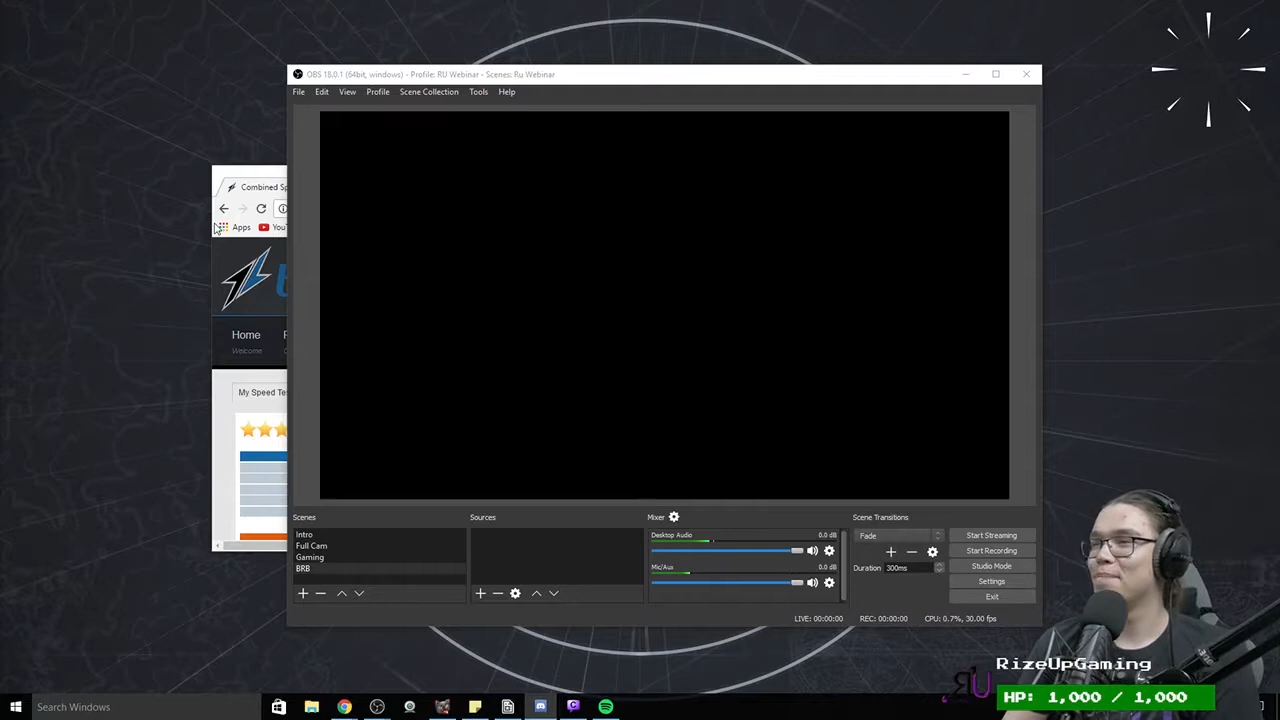 OBS 18.0.1 (64bit, windows) - Profile: RU Webinar - Scenes: Ru Webinar
File Edit View Profile Scene Collection Tools Help
Combined Sp
Apps You
Home
Welcome
My Speed Te
Scenes
Intro
Full Cam
Gaming
BRB
Sources
Mixer
Desktop Audio 0.0 dB
Mic/Aux 0.0 dB
Scene Transitions
Fade
Duration 300ms
Start Streaming
Start Recording
Studio Mode
Settings
Exit
LIVE: 00:00:00 REC: 00:00:00 CPU: 0.7%, 30.00 fps
RizeUpGaming
RU
HP: 1,000 / 1,000
Search Windows